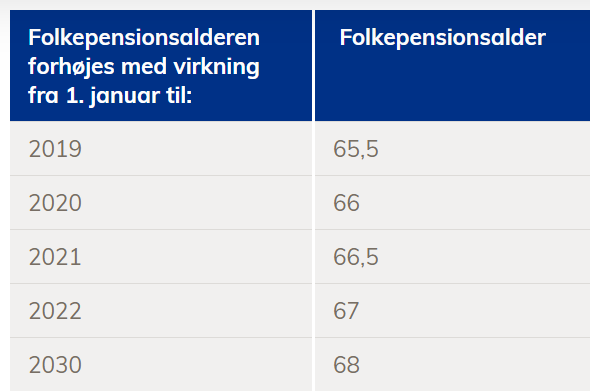 Folkepensionsalderen
forhøjes med virkning
fra 1. januar til:
Folkepensionsalder
2019 65,5
2020 66
2021 66,5
2022 67
2030 68